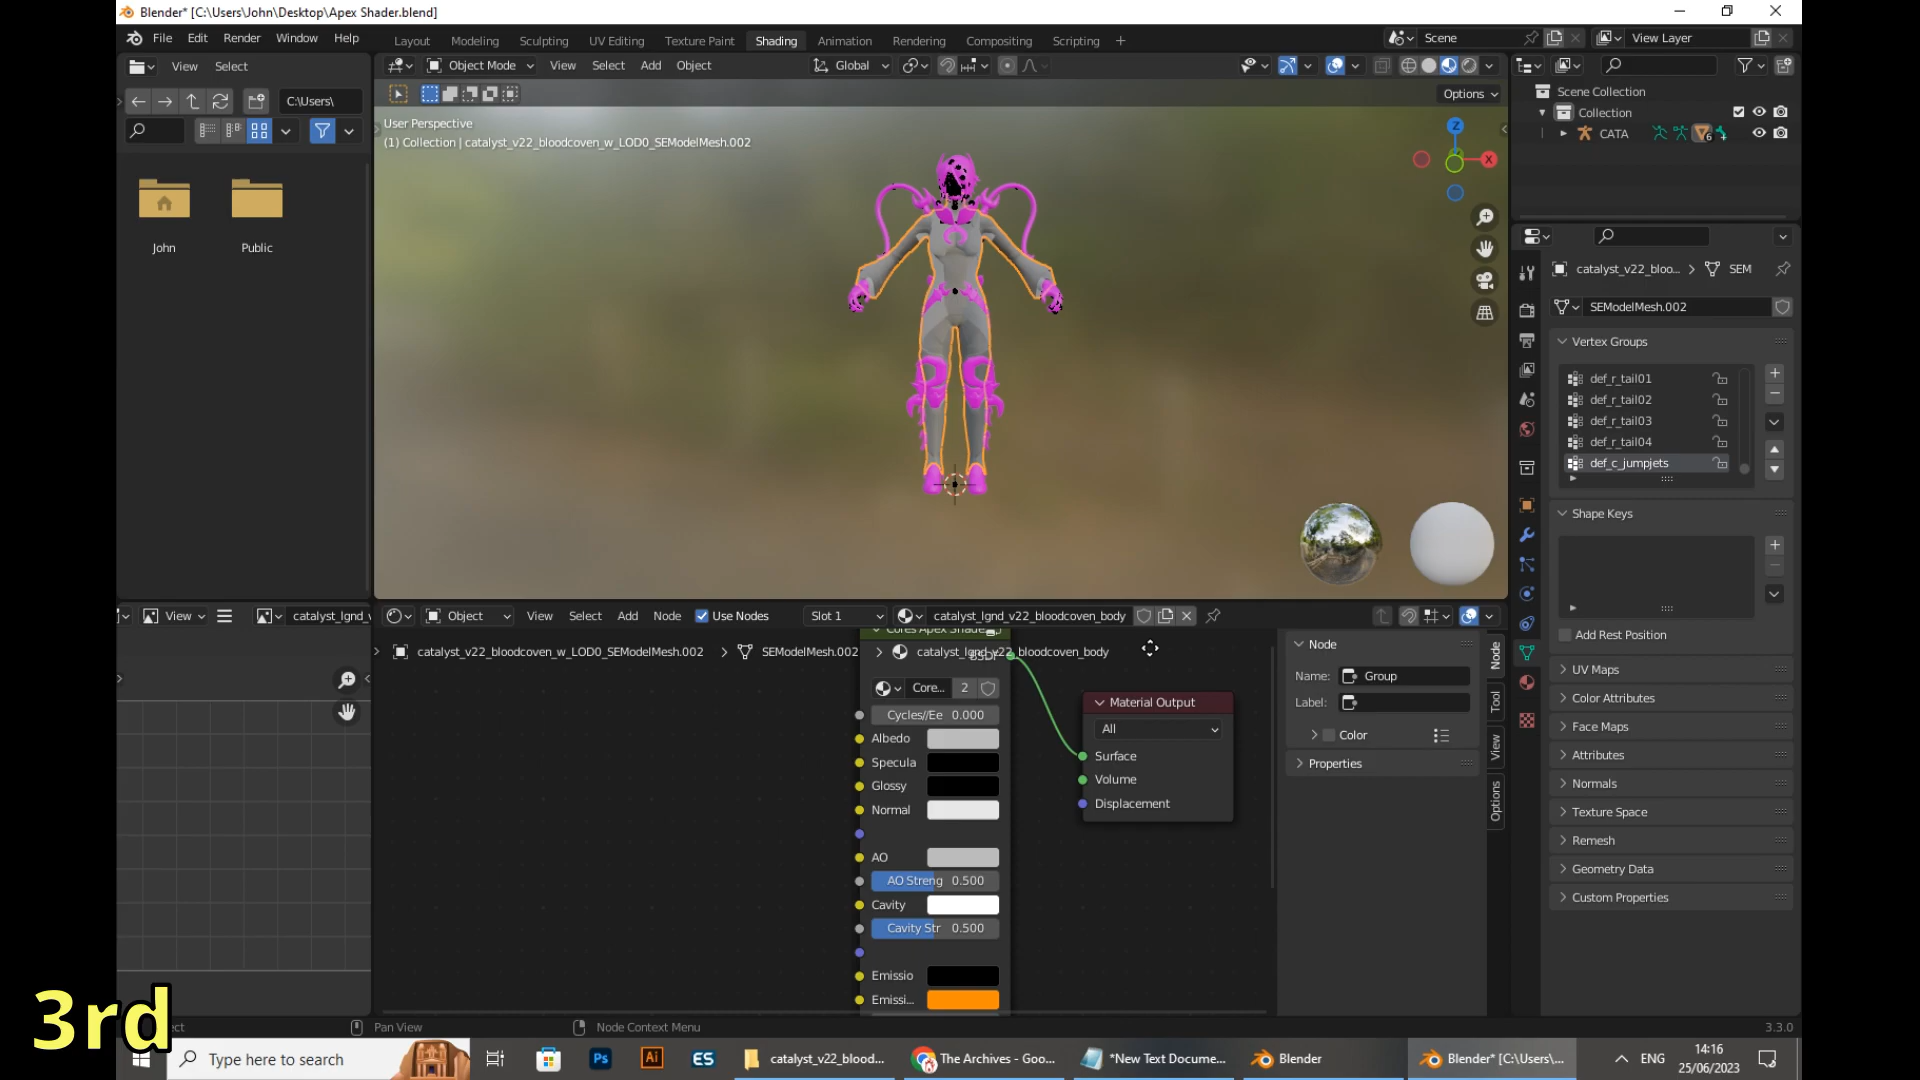 Blender* [C:\Users\John\Desktop\Apex Shader.blend]
File Edit Render Window Help
Layout Modeling Sculpting UV Editing Texture Paint Shading Animation Rendering Compositing Scripting +
Scene
View Layer
View Select
Object Mode View Select Add Object
Global
C:\Users\
Options
John
Public
User Perspective
(1) Collection | catalyst_v22_bloodcoven_w_LOD0_SEModelMesh.002
Z
X
Scene Collection
Collection
CATA
6
catalyst_v22_bloo...
SEM
SEModelMesh.002
Vertex Groups
def_r_tail01
def_r_tail02
def_r_tail03
def_r_tail04
def_c_jumpjets
Shape Keys
Add Rest Position
UV Maps
Color Attributes
Face Maps
Attributes
Normals
Texture Space
Remesh
Geometry Data
Custom Properties
View
catalyst_lgnd_v
Object View Select Add Node Use Nodes
Slot 1
catalyst_lgnd_v22_bloodcoven_body
catalyst_v22_bloodcoven_w_LOD0_SEModelMesh.002
SEModelMesh.002
catalyst_lgnd_v22_bloodcoven_body
Cores Apex Shade
BSDF
Core...
2
Cycles//Ee 0.000
Albedo
Specula
Glossy
Normal
AO
AO Streng 0.500
Cavity
Cavity Str 0.500
Emissio
Emissi...
Material Output
All
Surface
Volume
Displacement
Node
Name: Group
Label:
Color
Properties
Node
Tool
View
Options
3rd
Pan View
Node Context Menu
3.3.0
Type here to search
Ps
Ai
ES
catalyst_v22_blood...
The Archives - Goo...
*New Text Docume...
Blender
Blender* [C:\Users\...
ENG
14:16
25/06/2023